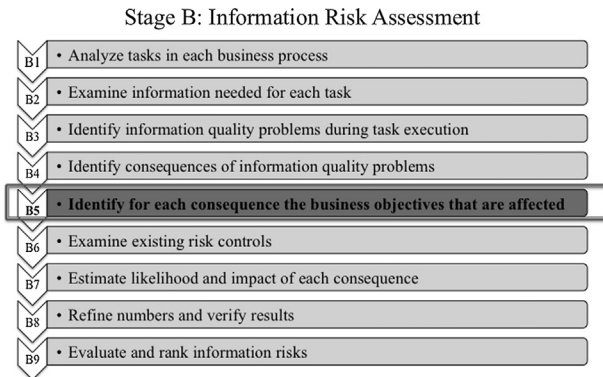 Stage B: Information Risk Assessment
B1 • Analyze tasks in each business process
B2 • Examine information needed for each task
B3 • Identify information quality problems during task execution
B4 • Identify consequences of information quality problems
B5 • Identify for each consequence the business objectives that are affected
B6 • Examine existing risk controls
B7 • Estimate likelihood and impact of each consequence
B8 • Refine numbers and verify results
B9 • Evaluate and rank information risks